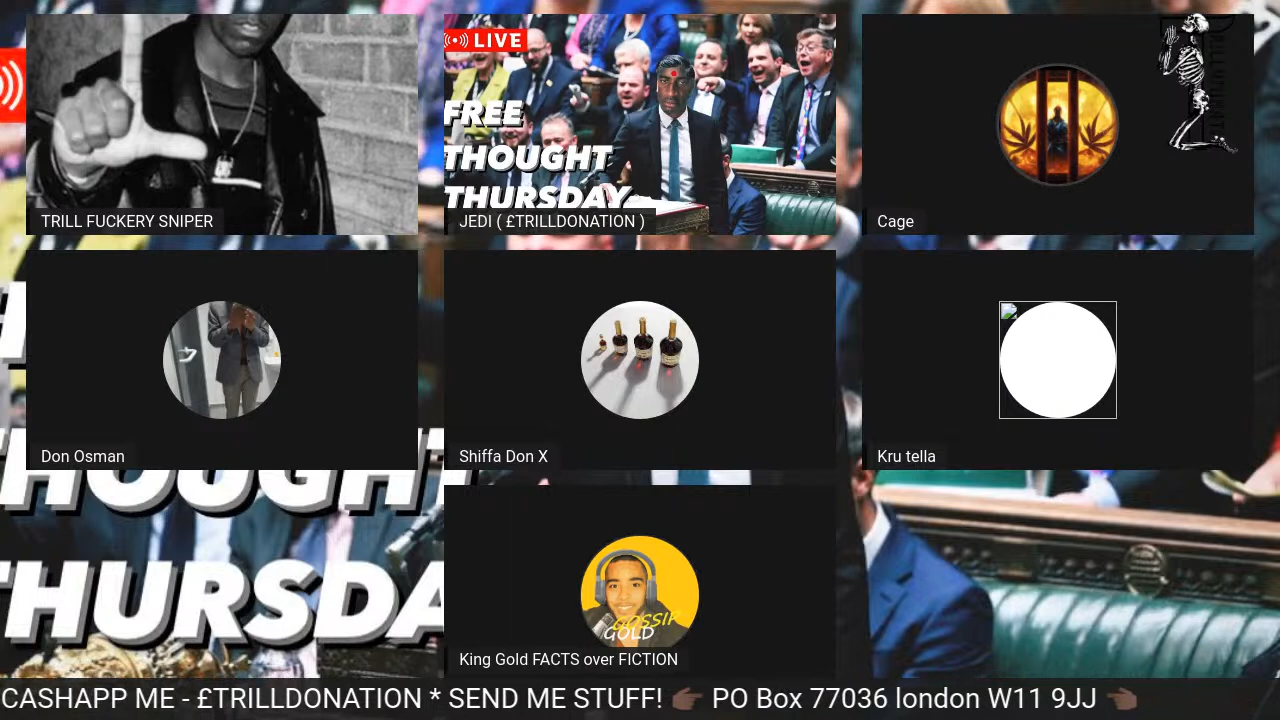 TRILL FUCKERY SNIPER
LIVE
FREE
THOUGHT
THURSDAY
JEDI ( £TRILLDONATION )
Cage
Don Osman
Shiffa Don X
Kru tella
THOUGHT
THURSDA
GOSSIP
GOLD
King Gold FACTS over FICTION
CASHAPP ME - £TRILLDONATION * SEND ME STUFF! 👉🏾 PO Box 77036 london W11 9JJ 👈🏾